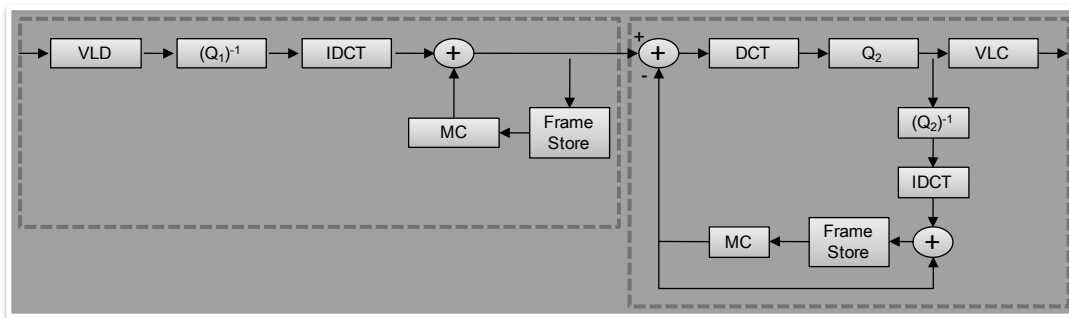 VLD
(Q₁)⁻¹
IDCT
+
+
-
+
DCT
Q₂
VLC
MC
Frame
Store
(Q₂)⁻¹
IDCT
MC
Frame
Store
+